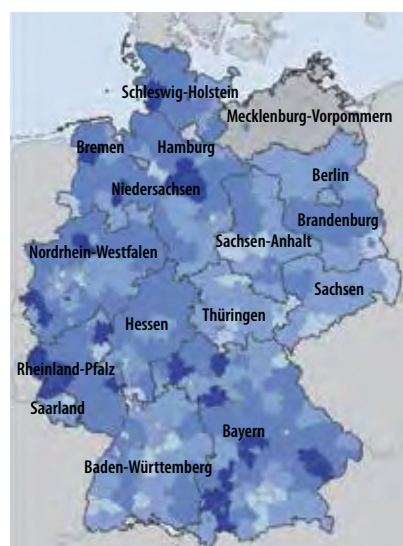 Schleswig-Holstein
Mecklenburg-Vorpommern
Bremen
Hamburg
Berlin
Niedersachsen
Brandenburg
Sachsen-Anhalt
Nordrhein-Westfalen
Sachsen
Thüringen
Hessen
Rheinland-Pfalz
Saarland
Bayern
Baden-Württemberg